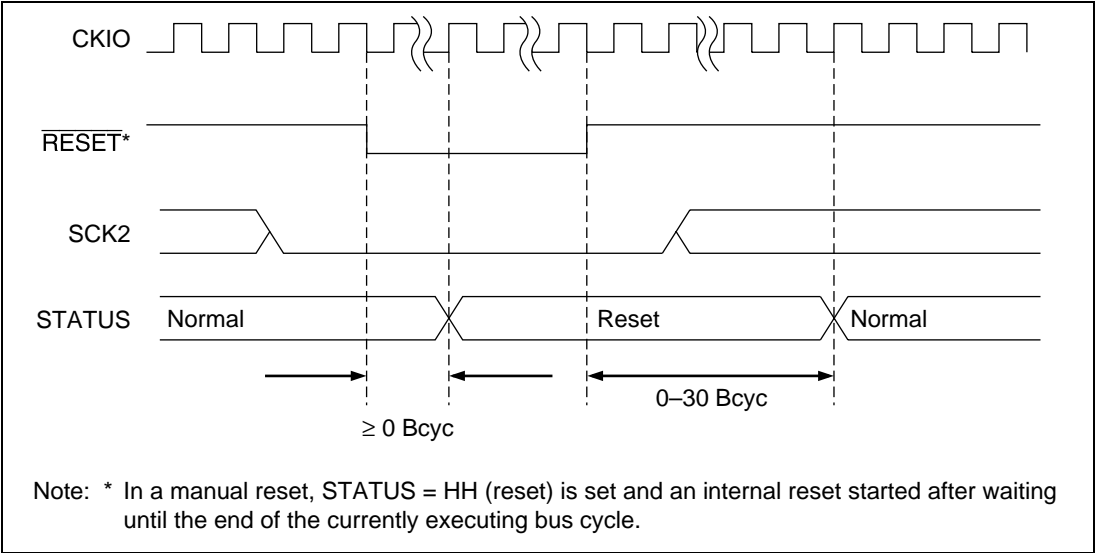 CKIO
RESET*
SCK2
STATUS Normal Reset Normal
0–30 Bcyc
≥ 0 Bcyc
Note: * In a manual reset, STATUS = HH (reset) is set and an internal reset started after waiting
until the end of the currently executing bus cycle.